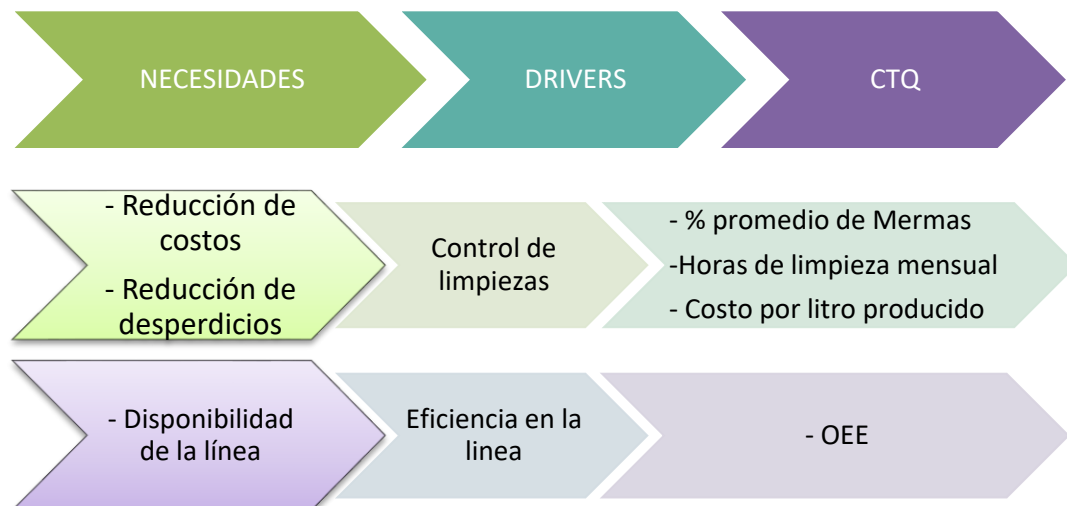 NECESIDADES
DRIVERS
CTQ
- Reducción de
costos
- Reducción de
desperdicios
Control de
limpiezas
- % promedio de Mermas
-Horas de limpieza mensual
- Costo por litro producido
- Disponibilidad
de la línea
Eficiencia en la
linea
- OEE